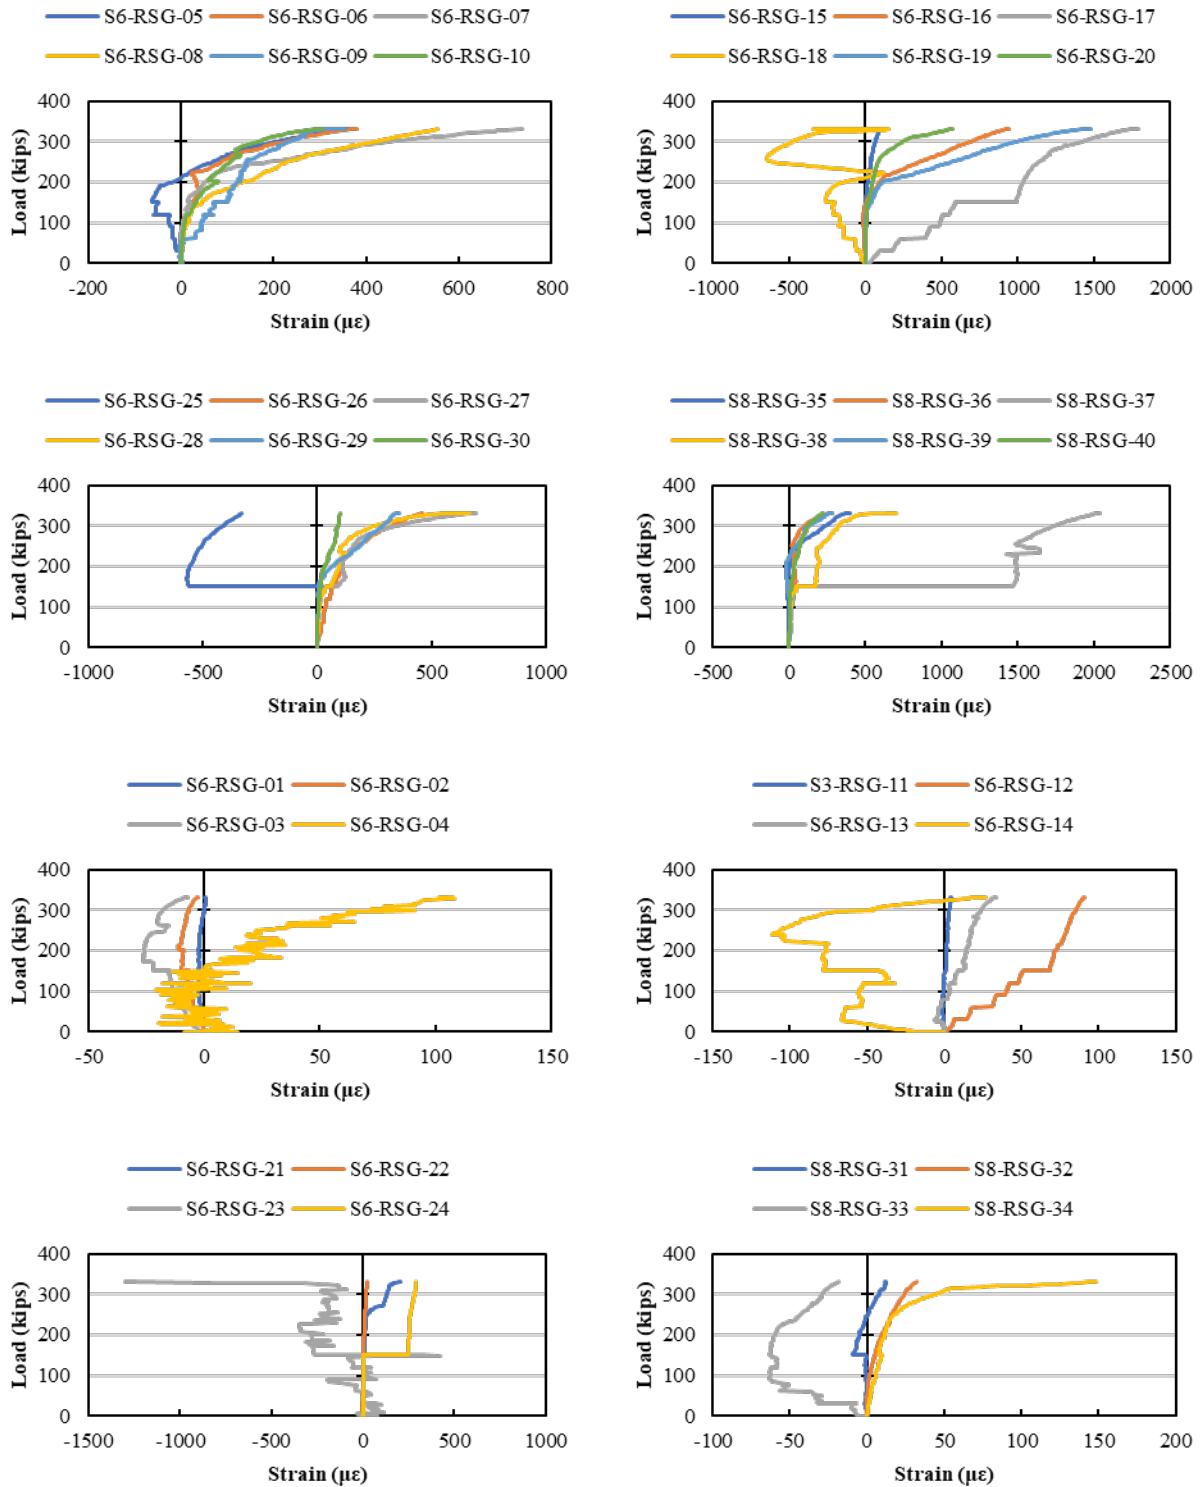 S6-RSG-05 S6-RSG-06 S6-RSG-07
S6-RSG-08 S6-RSG-09 S6-RSG-10
400
300
200
100
0
Load (kips)
-200 0 200 400 600 800
Strain (με)
S6-RSG-15 S6-RSG-16 S6-RSG-17
S6-RSG-18 S6-RSG-19 S6-RSG-20
400
300
200
100
0
Load (kips)
-1000 -500 0 500 1000 1500 2000
Strain (με)
S6-RSG-25 S6-RSG-26 S6-RSG-27
S6-RSG-28 S6-RSG-29 S6-RSG-30
400
300
200
100
0
Load (kips)
-1000 -500 0 500 1000
Strain (με)
S8-RSG-35 S8-RSG-36 S8-RSG-37
S8-RSG-38 S8-RSG-39 S8-RSG-40
400
300
200
100
0
Load (kips)
-500 0 500 1000 1500 2000 2500
Strain (με)
S6-RSG-01 S6-RSG-02
S6-RSG-03 S6-RSG-04
400
300
200
100
0
Load (kips)
-50 0 50 100 150
Strain (με)
S3-RSG-11 S6-RSG-12
S6-RSG-13 S6-RSG-14
400
300
200
100
0
Load (kips)
-150 -100 -50 0 50 100 150
Strain (με)
S6-RSG-21 S6-RSG-22
S6-RSG-23 S6-RSG-24
400
300
200
100
0
Load (kips)
-1500 -1000 -500 0 500 1000
Strain (με)
S8-RSG-31 S8-RSG-32
S8-RSG-33 S8-RSG-34
400
300
200
100
0
Load (kips)
-100 -50 0 50 100 150 200
Strain (με)